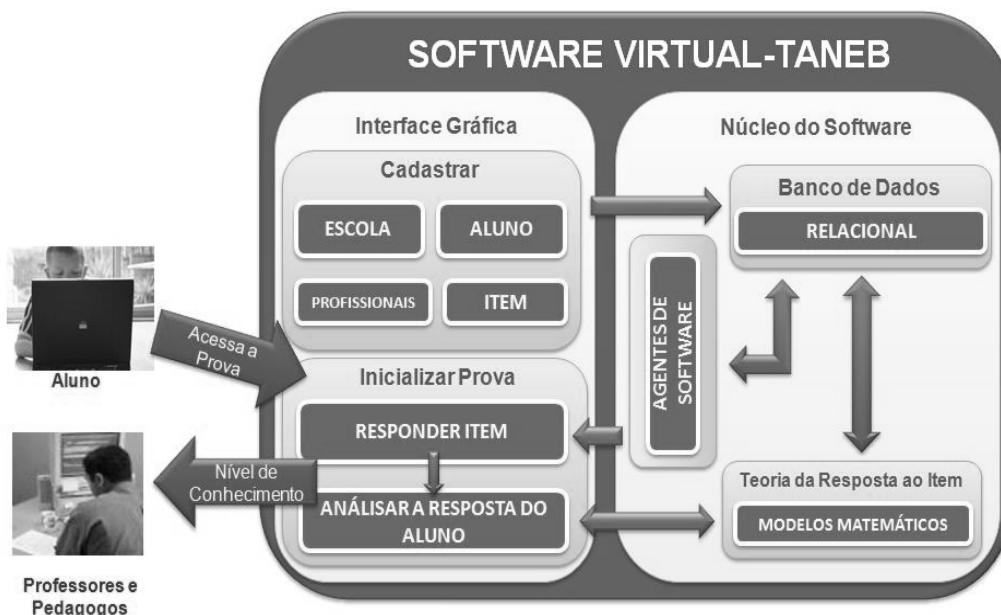 SOFTWARE VIRTUAL-TANEB
Interface Gráfica
Cadastrar
ESCOLA
ALUNO
PROFISSIONAIS
ITEM
Acessa a
Prova
Aluno
Inicializar Prova
RESPONDER ITEM
ANÁLISAR A RESPOSTA DO
ALUNO
Nível de
Conhecimento
Professores e
Pedagogos
Núcleo do Software
Banco de Dados
RELACIONAL
AGENTES DE
SOFTWARE
Teoria da Resposta ao Item
MODELOS MATEMÁTICOS